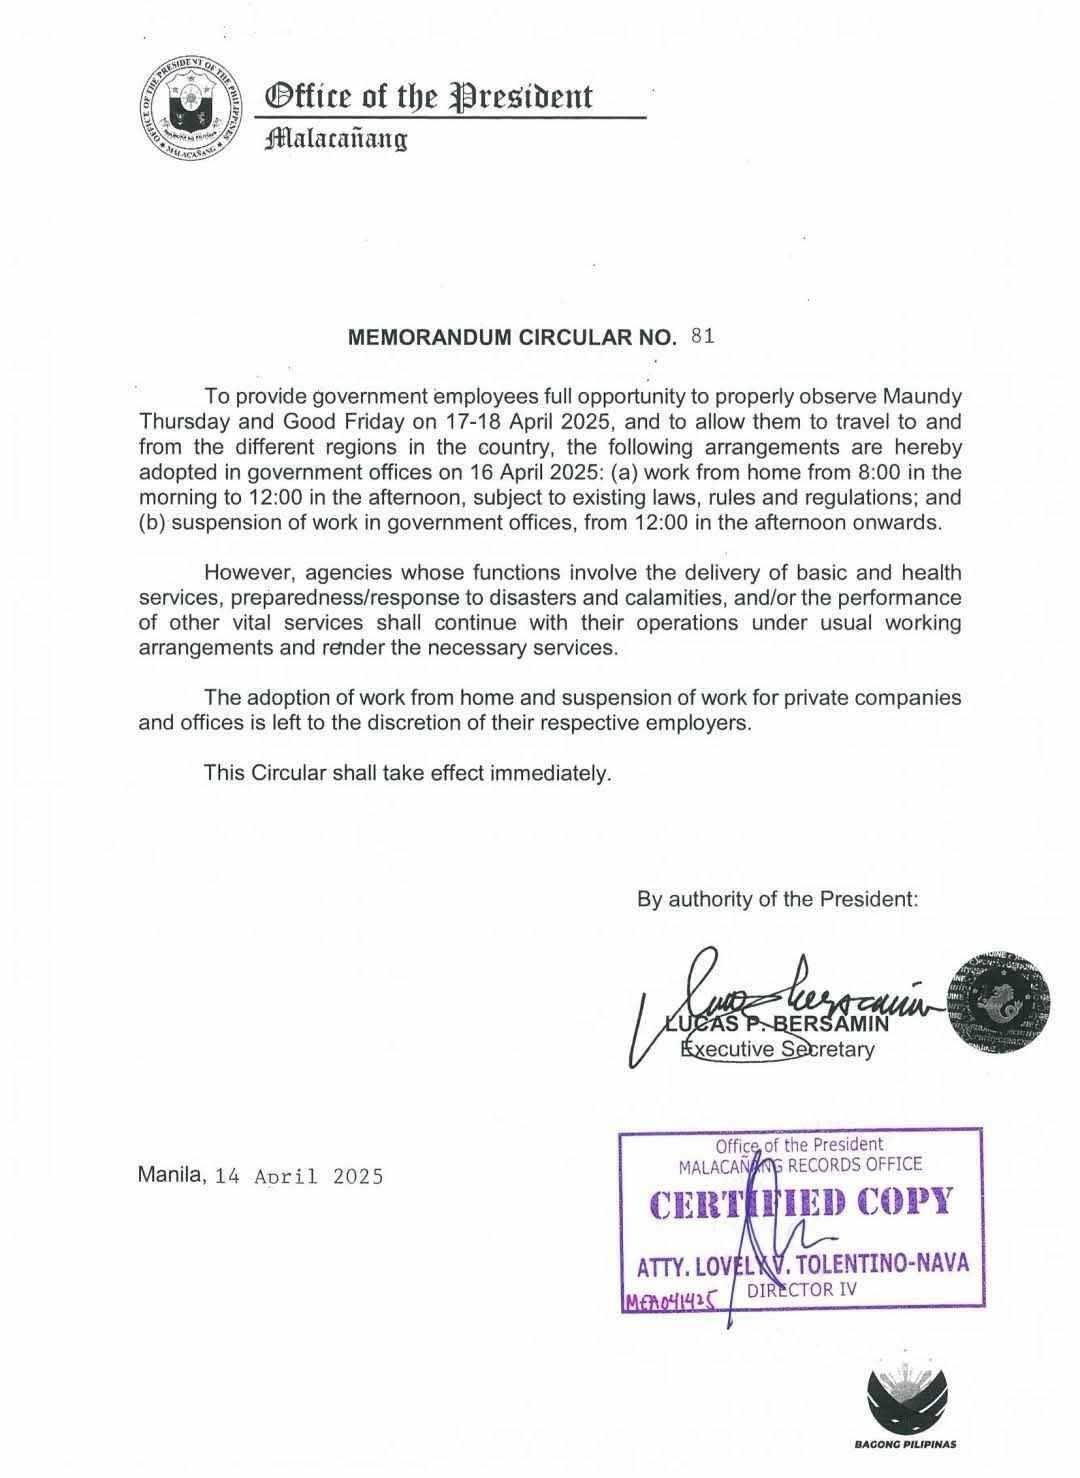 OFFICE OF THE PRESIDENT OF THE PHILIPPINES
MALACAÑANG
Office of the President
Malacañang
MEMORANDUM CIRCULAR NO. 81
To provide government employees full opportunity to properly observe Maundy
Thursday and Good Friday on 17-18 April 2025, and to allow them to travel to and
from the different regions in the country, the following arrangements are hereby
adopted in government offices on 16 April 2025: (a) work from home from 8:00 in the
morning to 12:00 in the afternoon, subject to existing laws, rules and regulations; and
(b) suspension of work in government offices, from 12:00 in the afternoon onwards.
However, agencies whose functions involve the delivery of basic and health
services, preparedness/response to disasters and calamities, and/or the performance
of other vital services shall continue with their operations under usual working
arrangements and render the necessary services.
The adoption of work from home and suspension of work for private companies
and offices is left to the discretion of their respective employers.
This Circular shall take effect immediately.
By authority of the President:
LUCAS P. BERSAMIN
Executive Secretary
Manila, 14 April 2025
Office of the President
MALACAÑANG RECORDS OFFICE
CERTIFIED COPY
ATTY. LOVELY V. TOLENTINO-NAVA
DIRECTOR IV
MEA041425
BAGONG PILIPINAS